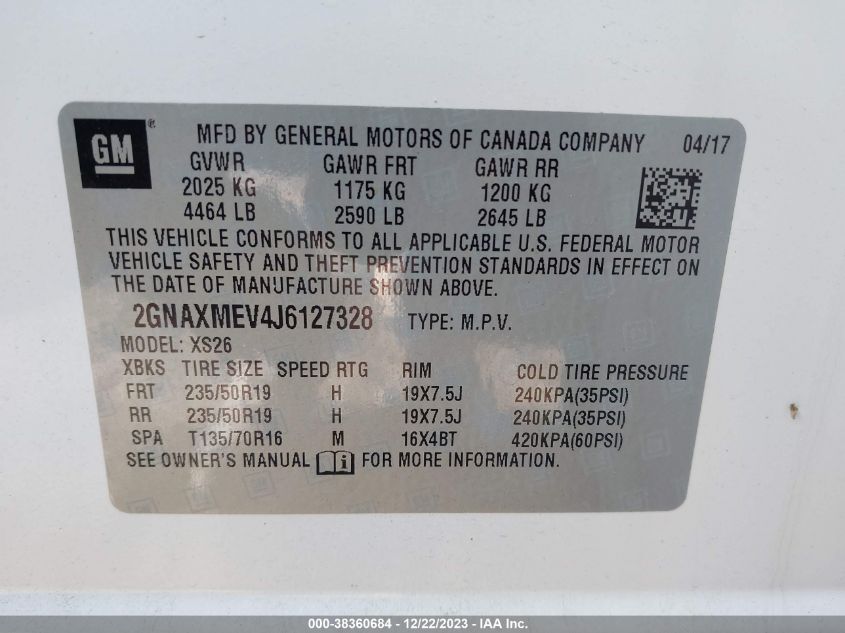 GM ® MFD BY GENERAL MOTORS OF CANADA COMPANY 04/17
GVWR GAWR FRT GAWR RR
2025 KG 1175 KG 1200 KG
4464 LB 2590 LB 2645 LB
THIS VEHICLE CONFORMS TO ALL APPLICABLE U.S. FEDERAL MOTOR
VEHICLE SAFETY AND THEFT PREVENTION STANDARDS IN EFFECT ON
THE DATE OF MANUFACTURE SHOWN ABOVE.
2GNAXMEV4J6127328 TYPE: M.P.V.
MODEL: XS26
XBKS TIRE SIZE SPEED RTG RIM COLD TIRE PRESSURE
FRT 235/50R19 H 19X7.5J 240KPA(35PSI)
RR 235/50R19 H 19X7.5J 240KPA(35PSI)
SPA T135/70R16 M 16X4BT 420KPA(60PSI)
SEE OWNER'S MANUAL i FOR MORE INFORMATION.
000-38360684 - 12/22/2023 - IAA Inc.